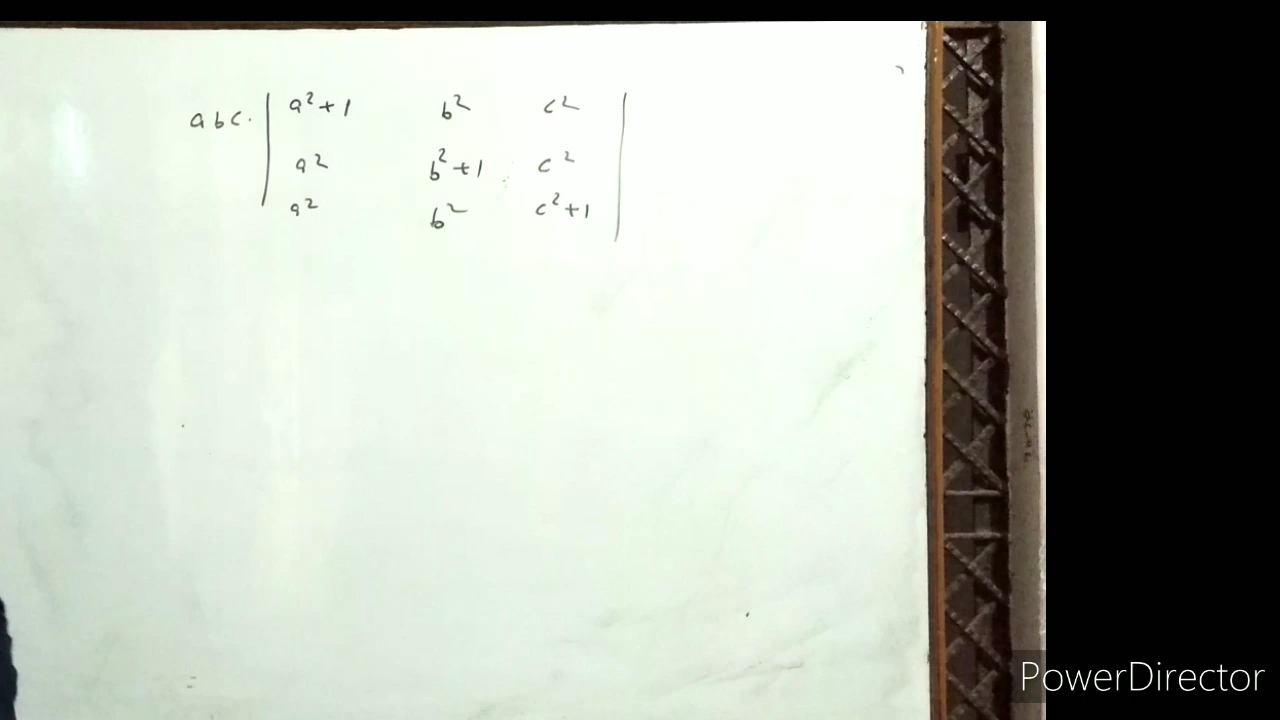 abc. | a²+1 b² c² |
a² b²+1 c²
a² b² c²+1
PowerDirector